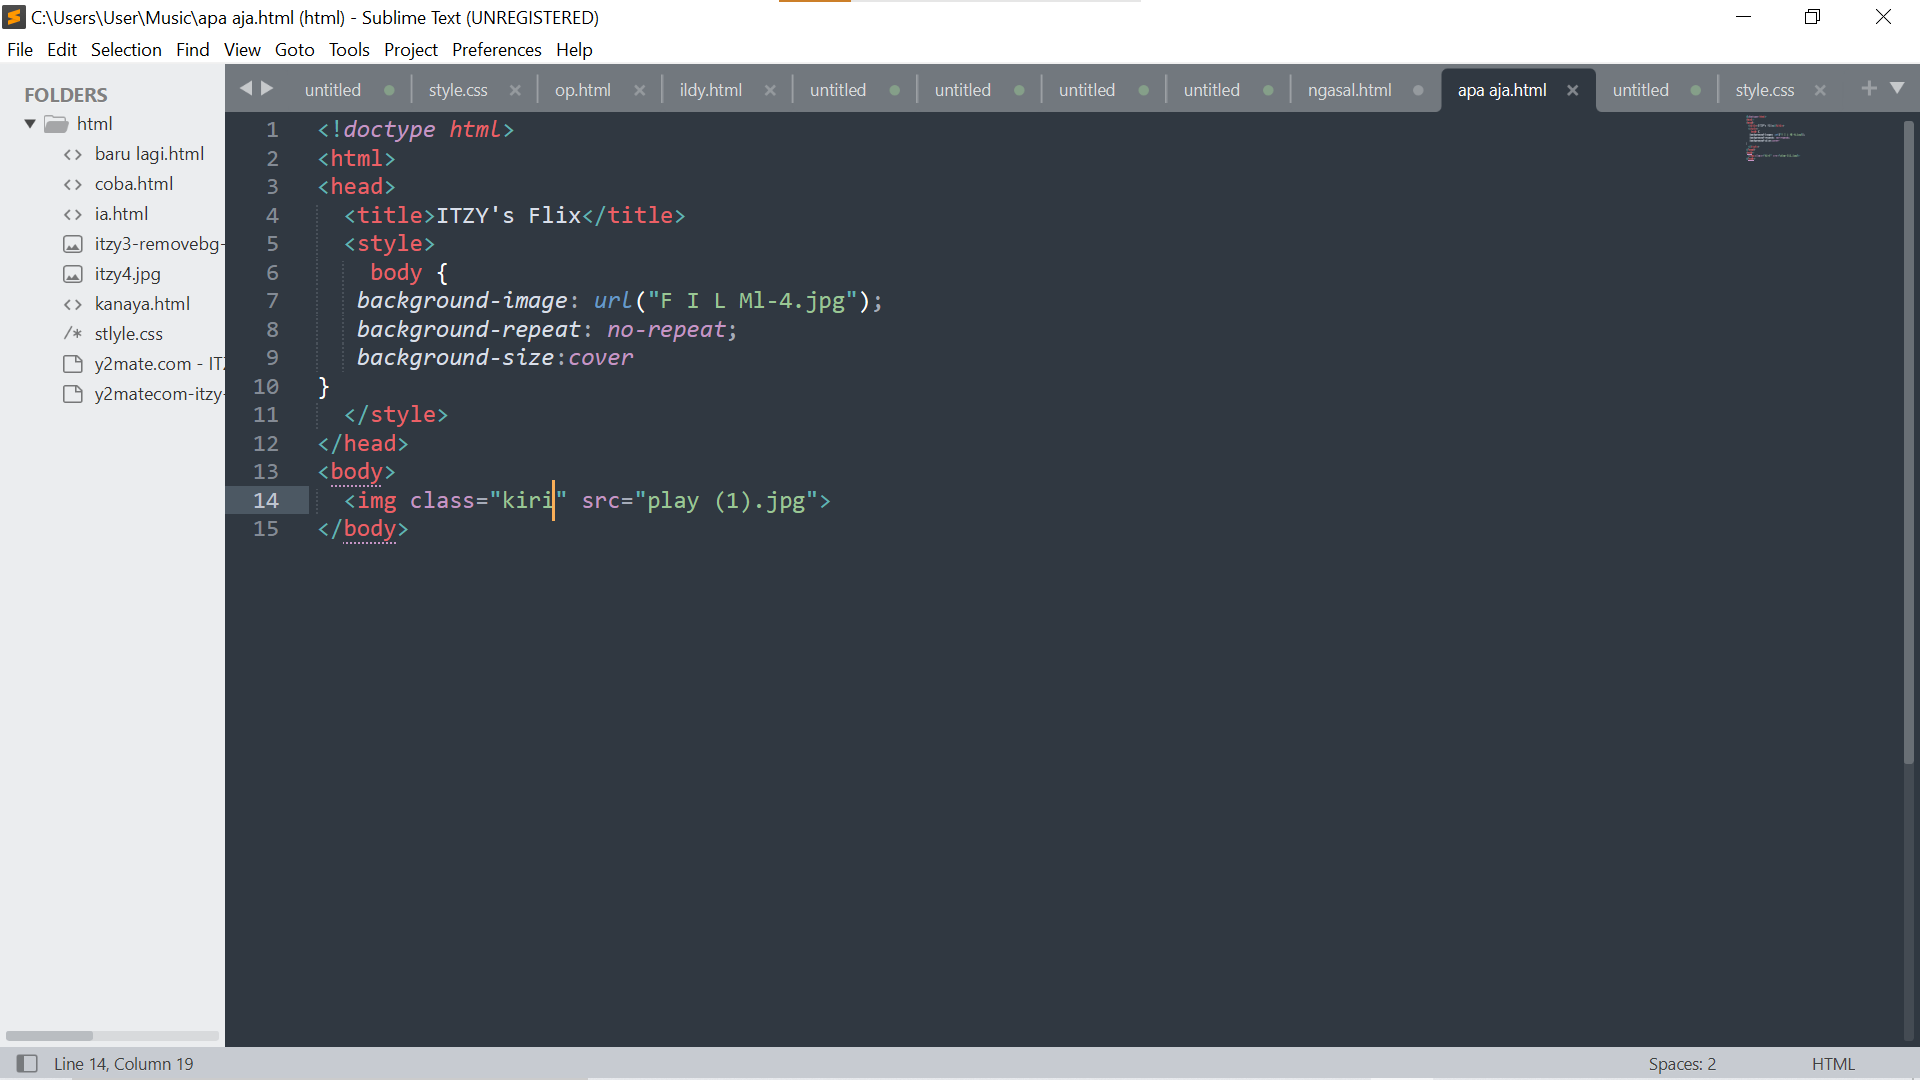 C:\Users\User\Music\apa aja.html (html) - Sublime Text (UNREGISTERED)
File Edit Selection Find View Goto Tools Project Preferences Help
FOLDERS
html
baru lagi.html
coba.html
ia.html
itzy3-removebg-
itzy4.jpg
kanaya.html
/* stlyle.css
y2mate.com - IT
y2matecom-itzy-
untitled style.css op.html ildy.html untitled untitled untitled untitled ngasal.html apa aja.html untitled style.css
1 <!doctype html>
2 <html>
3 <head>
4 <title>ITZY's Flix</title>
5 <style>
6 body {
7 background-image: url("F I L Ml-4.jpg");
8 background-repeat: no-repeat;
9 background-size:cover
10 }
11 </style>
12 </head>
13 <body>
14 <img class="kiri" src="play (1).jpg">
15 </body>
Line 14, Column 19
Spaces: 2
HTML